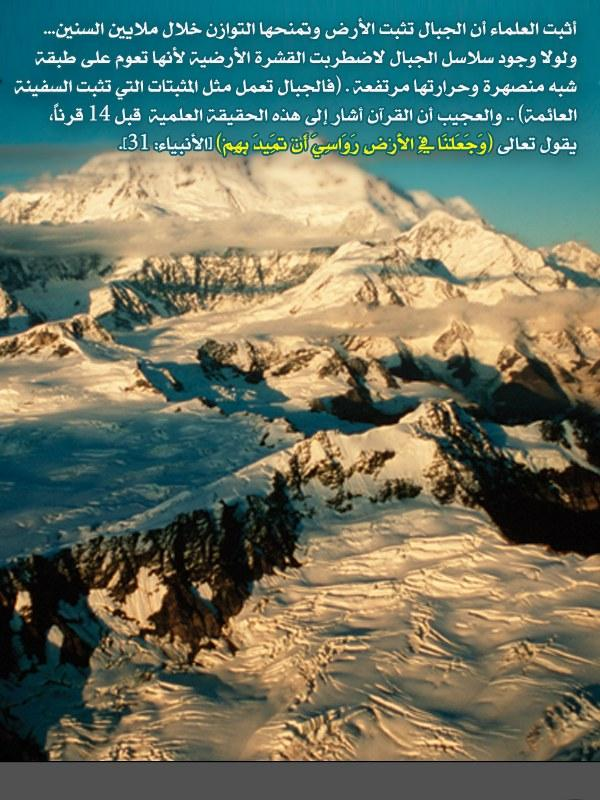 أثبت العلماء أن الجبال تثبت الأرض وتمنحها التوازن خلال ملايين السنين...
ولولا وجود سلاسل الجبال لاضطربت القشرة الأرضية لأنها تعوم على طبقة
شبه منصهرة وحرارتها مرتفعة . (فالجبال تعمل مثل المثبتات التي تثبت السفينة
العائمة) .. والعجيب أن القرآن أشار إلى هذه الحقيقة العلمية قبل 14 قرناً،
يقول تعالى (وَجَعَلْنَا فِي الأَرْضِ رَوَاسِيَ أَنْ تَمِيدَ بِهِمْ) [الأنبياء: 31].